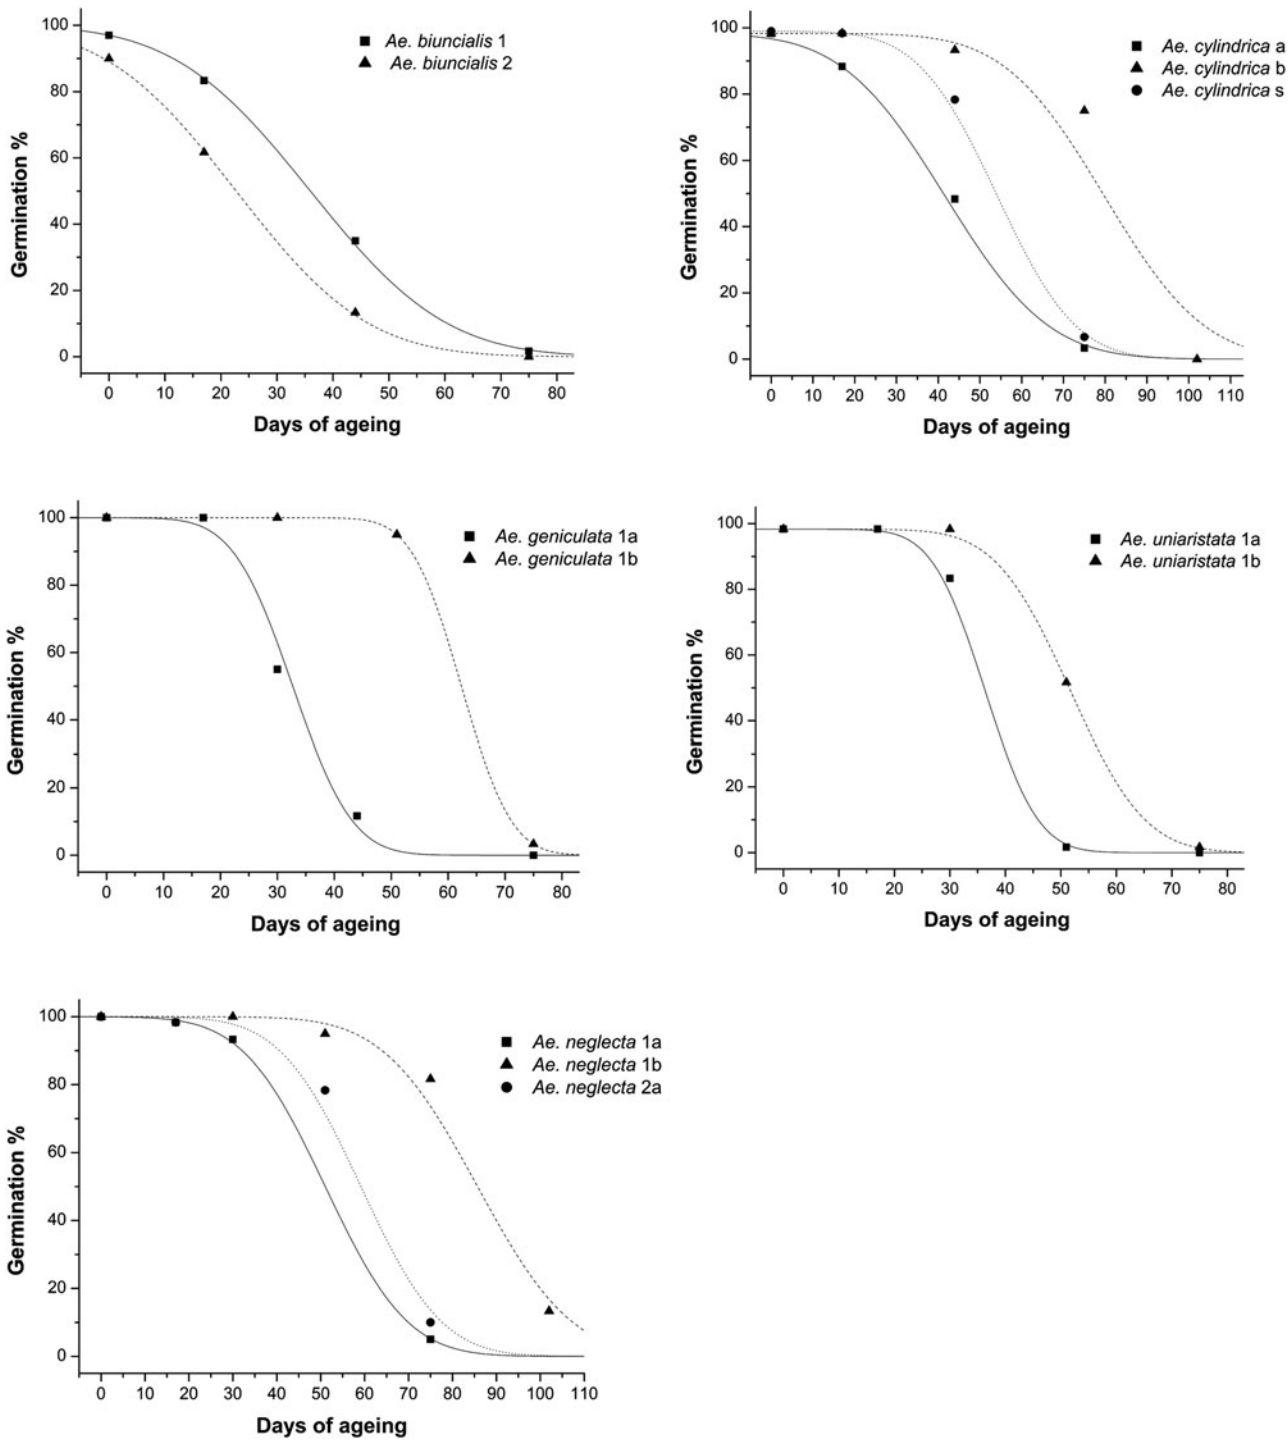 Ae. biuncialis 1
Ae. biuncialis 2
100
80
60
40
20
0
Germination %
0 10 20 30 40 50 60 70 80
Days of ageing
Ae. cylindrica a
Ae. cylindrica b
Ae. cylindrica s
100
80
60
40
20
0
Germination %
0 10 20 30 40 50 60 70 80 90 100 110
Days of ageing
Ae. geniculata 1a
Ae. geniculata 1b
100
80
60
40
20
0
Germination %
0 10 20 30 40 50 60 70 80
Days of ageing
Ae. uniaristata 1a
Ae. uniaristata 1b
100
80
60
40
20
0
Germination %
0 10 20 30 40 50 60 70 80
Days of ageing
Ae. neglecta 1a
Ae. neglecta 1b
Ae. neglecta 2a
100
80
60
40
20
0
Germination %
0 10 20 30 40 50 60 70 80 90 100 110
Days of ageing